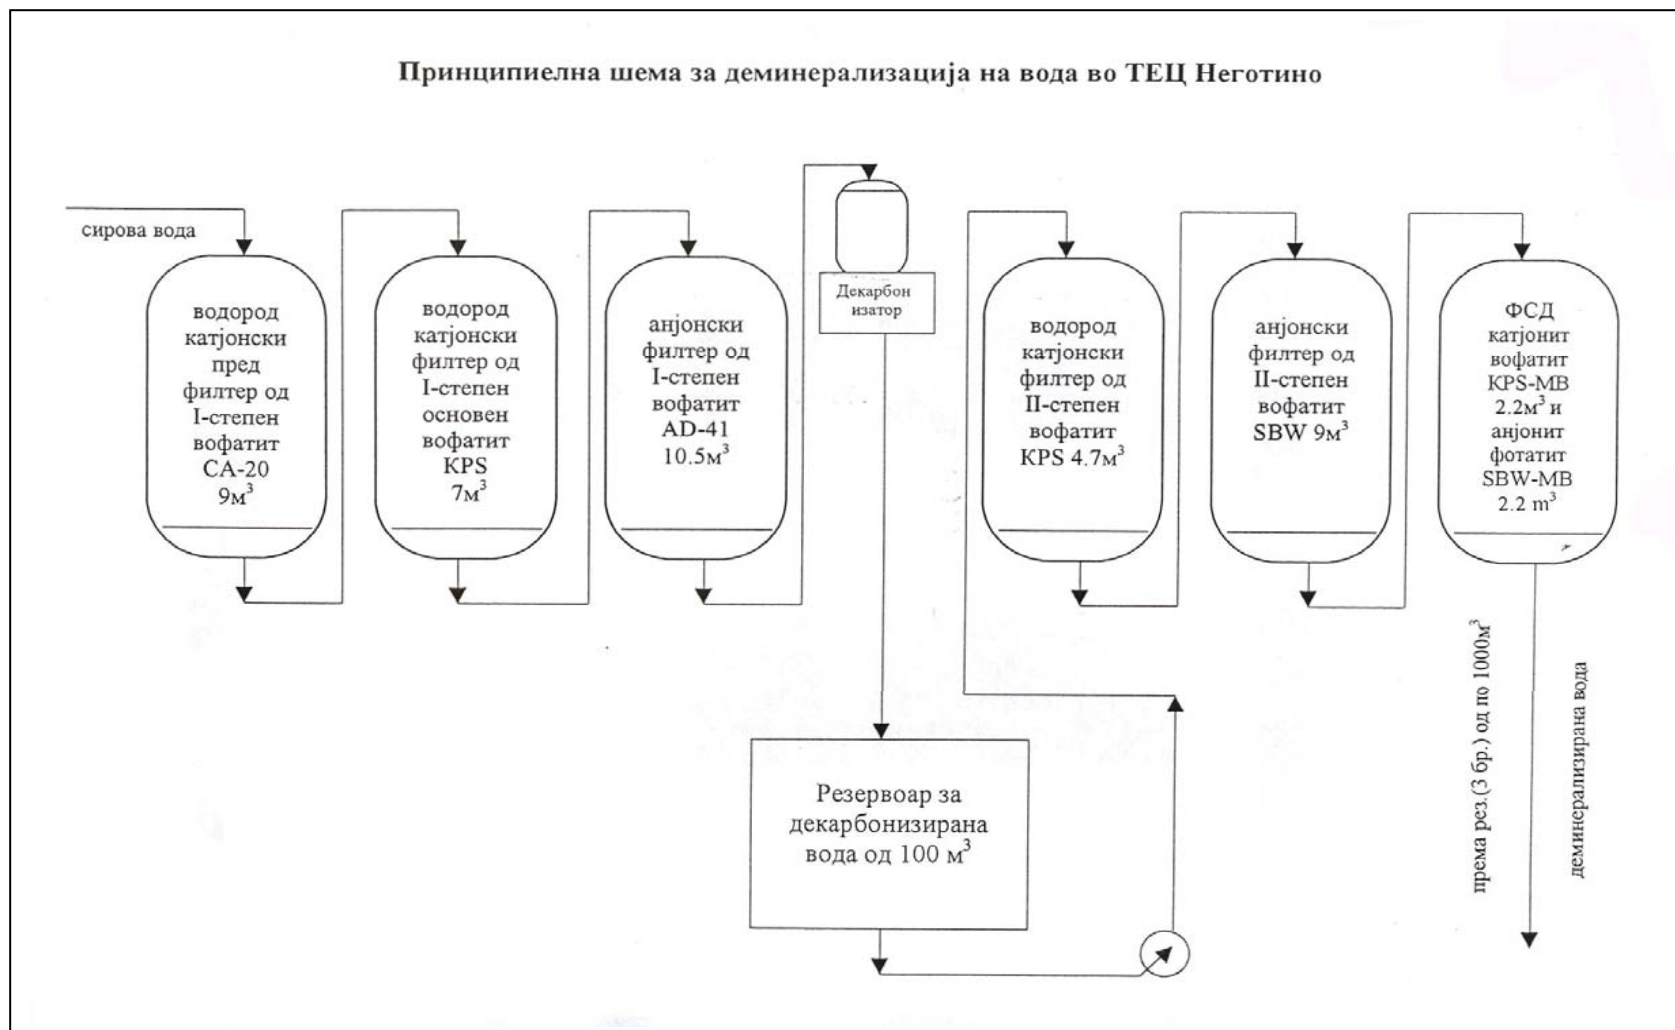 Принципиелна шема за деминерализација на вода во ТЕЦ Неготино
сирова вода
водород
катјонски
пред
филтер од
I-степен
вофатит
CA-20
9м³
водород
катјонски
филтер од
I-степен
основен
вофатит
KPS
7м³
анјонски
филтер од
I-степен
вофатит
AD-41
10.5м³
Декарбон
изатор
водород
катјонски
филтер од
II-степен
вофатит
KPS 4.7м³
анјонски
филтер од
II-степен
вофатит
SBW 9м³
ФСД
катјонит
вофатит
KPS-MB
2.2м³ и
анјонит
фотатит
SBW-MB
2.2 m³
Резервоар за
декарбонизирана
вода од 100 м³
према рез.(3 бр.) од по 1000м³
деминерализирана вода